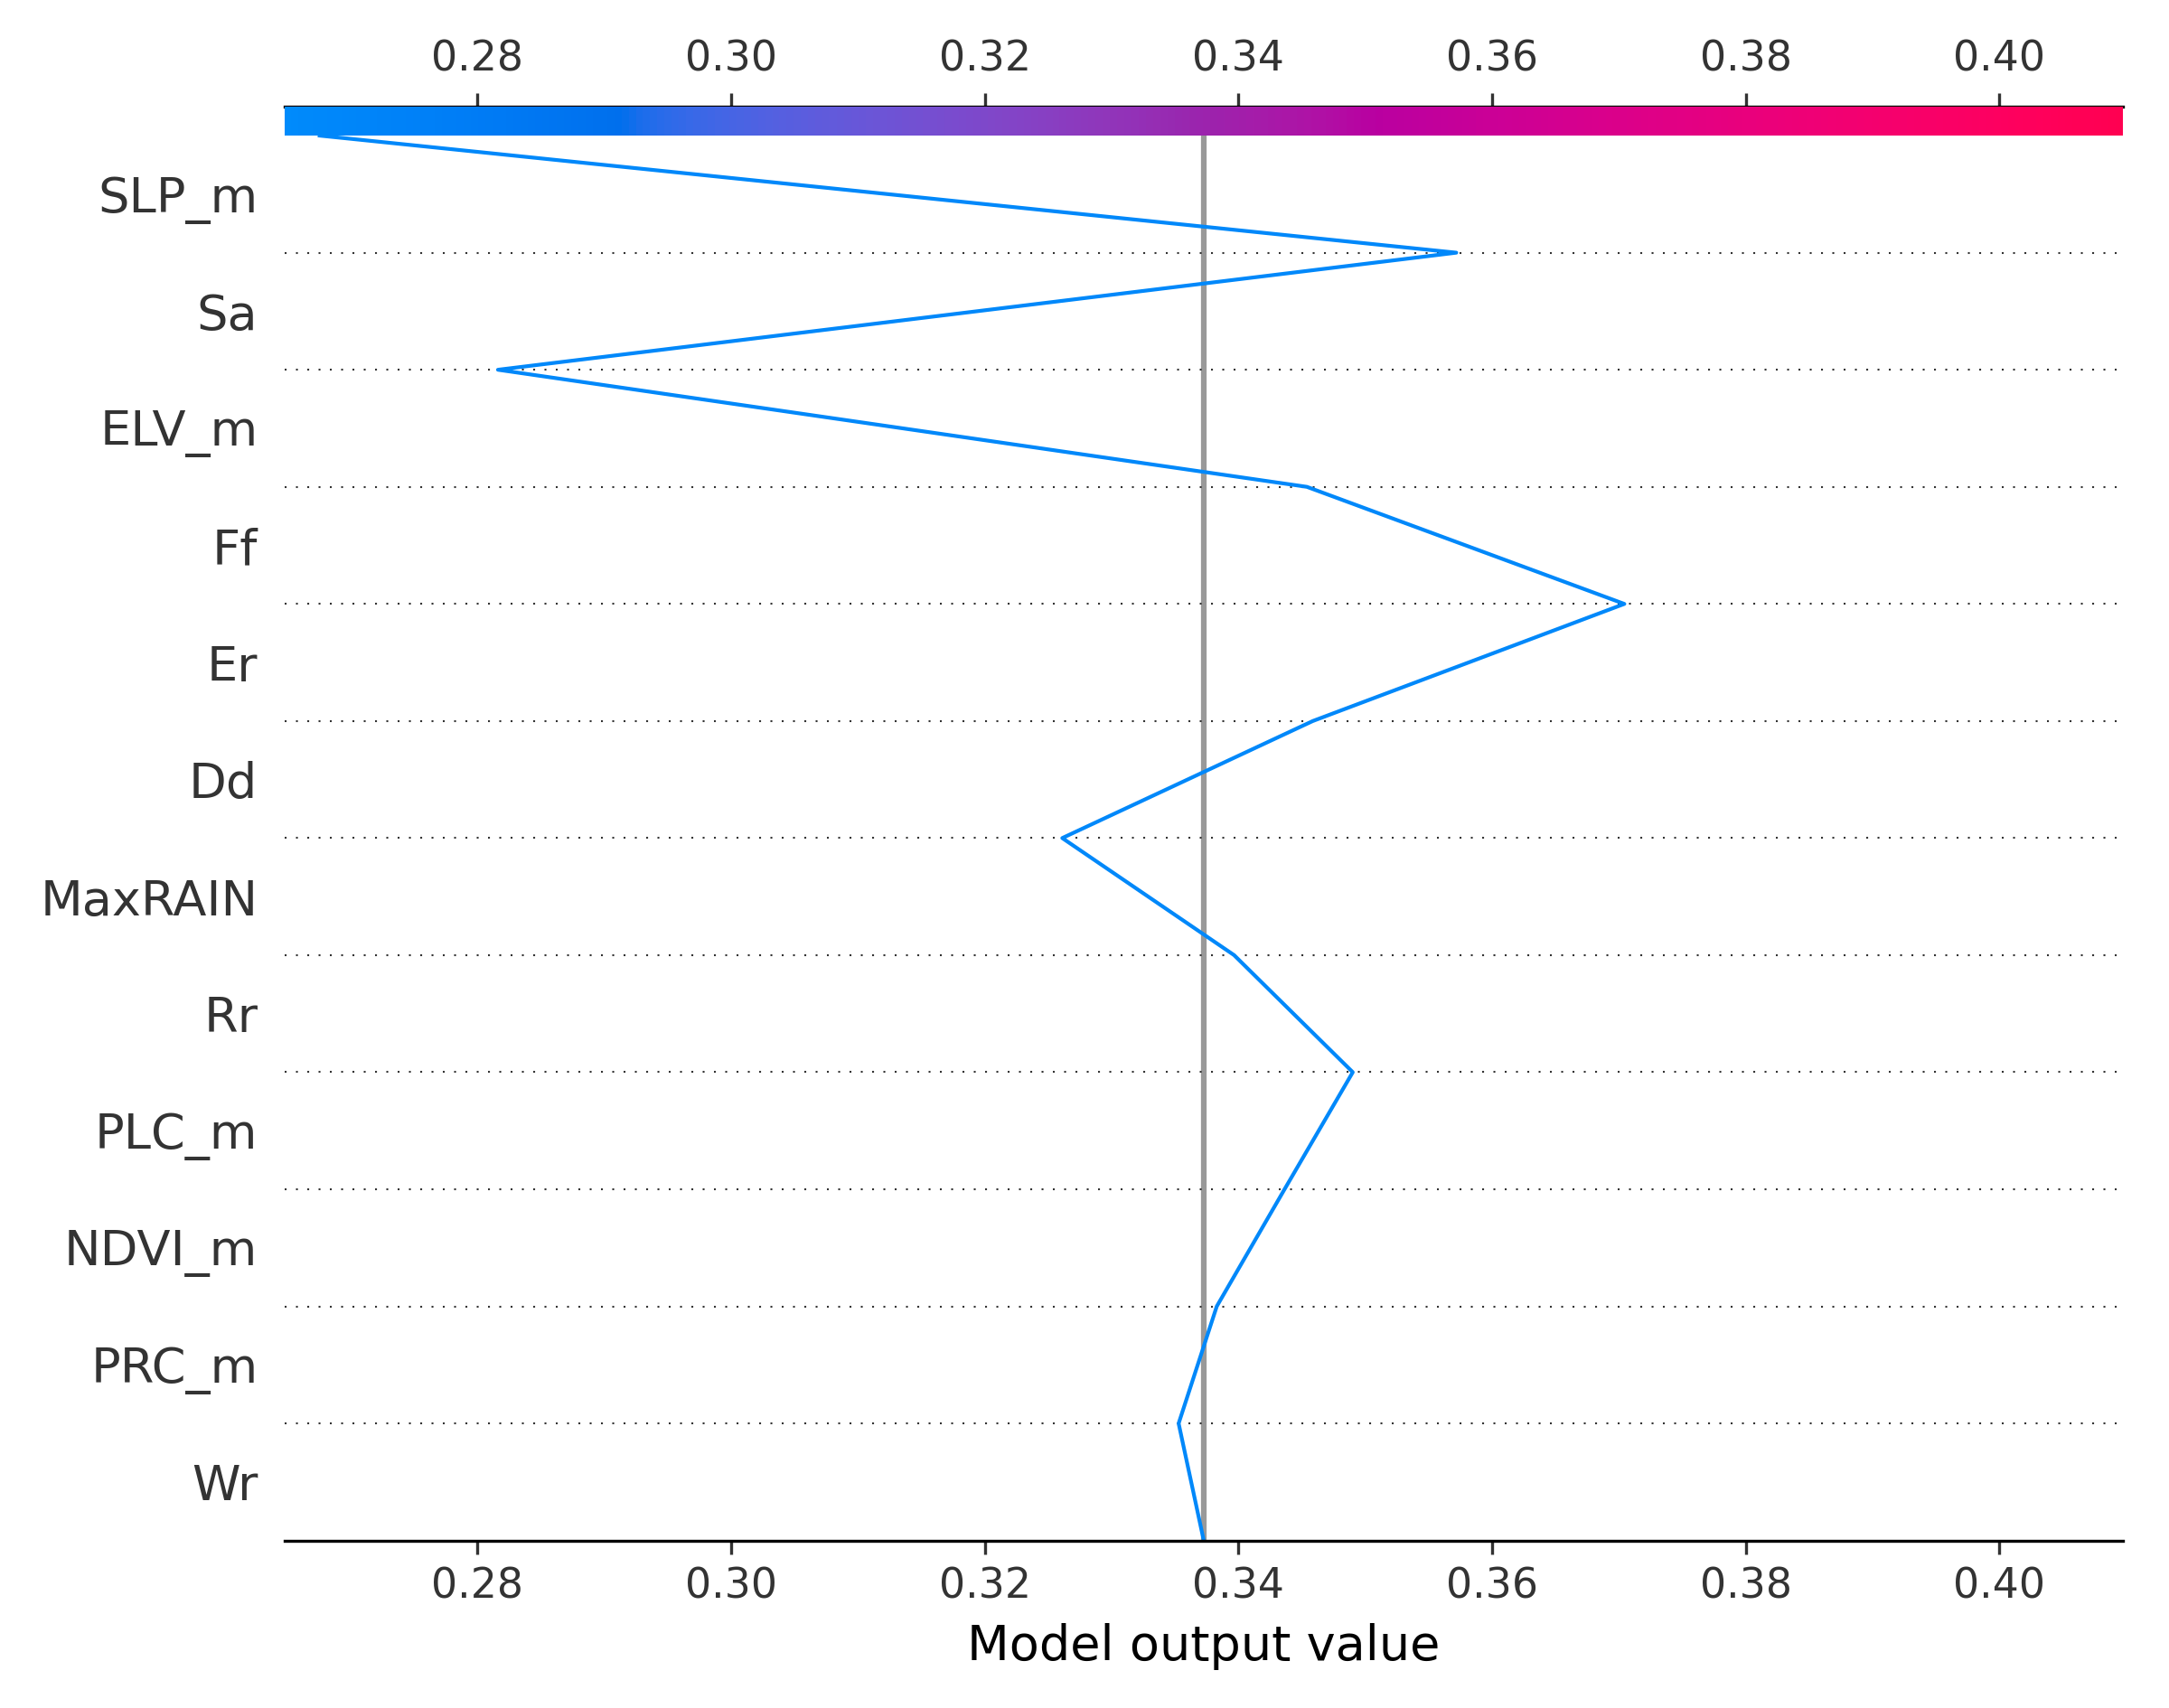 0.28 0.30 0.32 0.34 0.36 0.38 0.40
SLP_m
Sa
ELV_m
Ff
Er
Dd
MaxRAIN
Rr
PLC_m
NDVI_m
PRC_m
Wr
0.28 0.30 0.32 0.34 0.36 0.38 0.40
Model output value